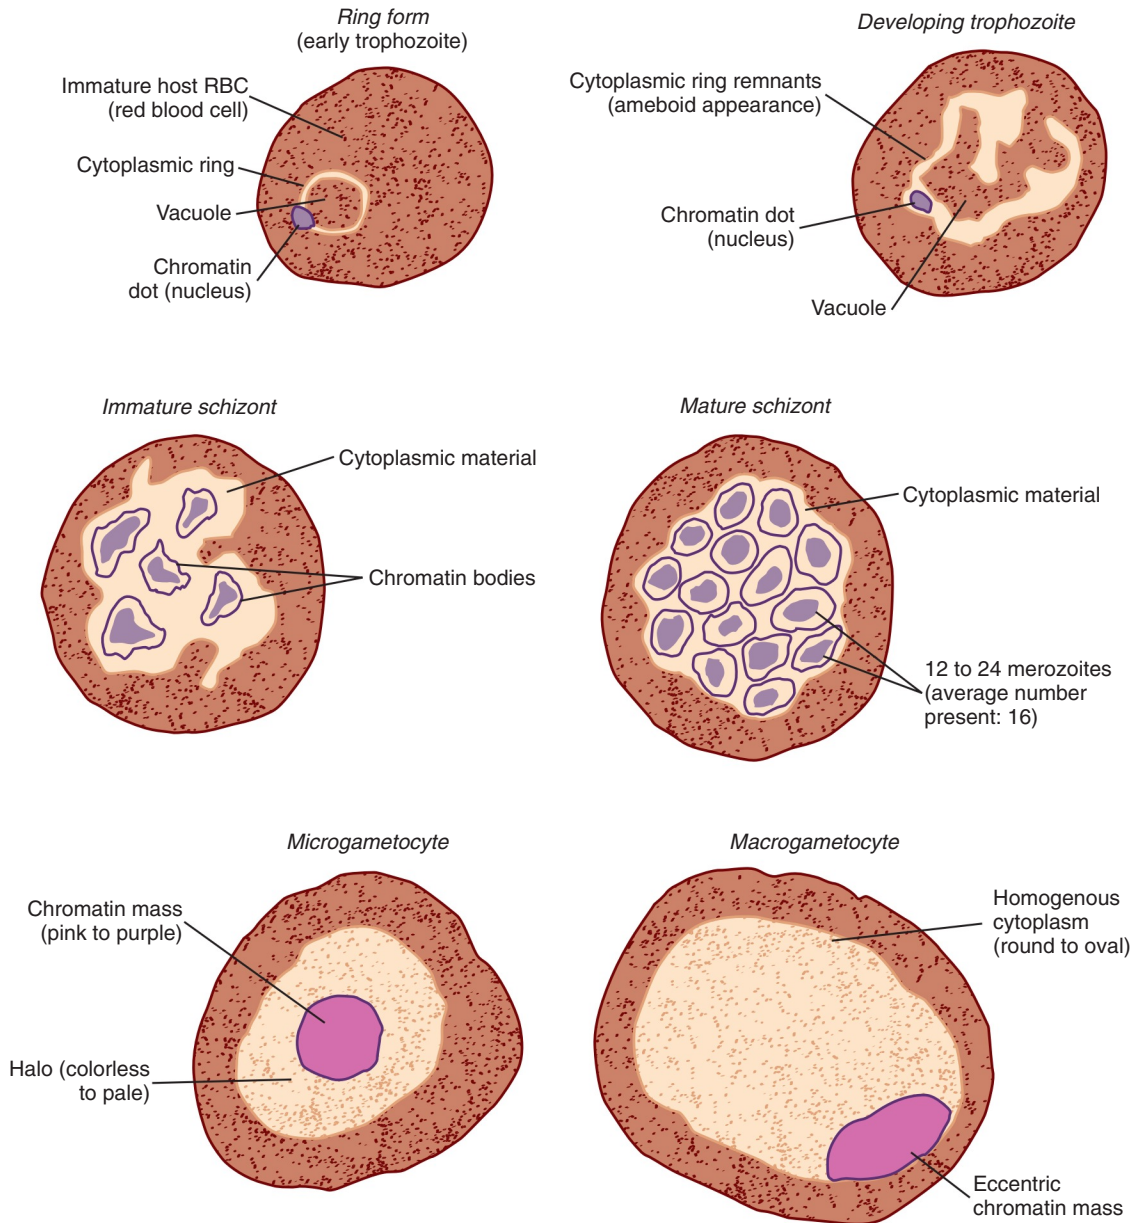 Ring form
(early trophozoite)
Immature host RBC
(red blood cell)
Cytoplasmic ring
Vacuole
Chromatin
dot (nucleus)
Developing trophozoite
Cytoplasmic ring remnants
(ameboid appearance)
Chromatin dot
(nucleus)
Vacuole
Immature schizont
Cytoplasmic material
Chromatin bodies
Mature schizont
Cytoplasmic material
12 to 24 merozoites
(average number
present: 16)
Microgametocyte
Chromatin mass
(pink to purple)
Halo (colorless
to pale)
Macrogametocyte
Homogenous
cytoplasm
(round to oval)
Eccentric
chromatin mass